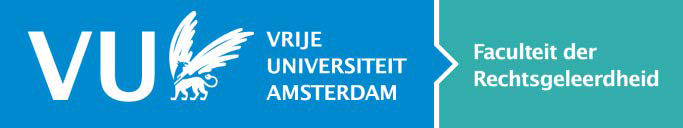 VU
VRIJE
UNIVERSITEIT
AMSTERDAM
Faculteit der
Rechtsgeleerdheid